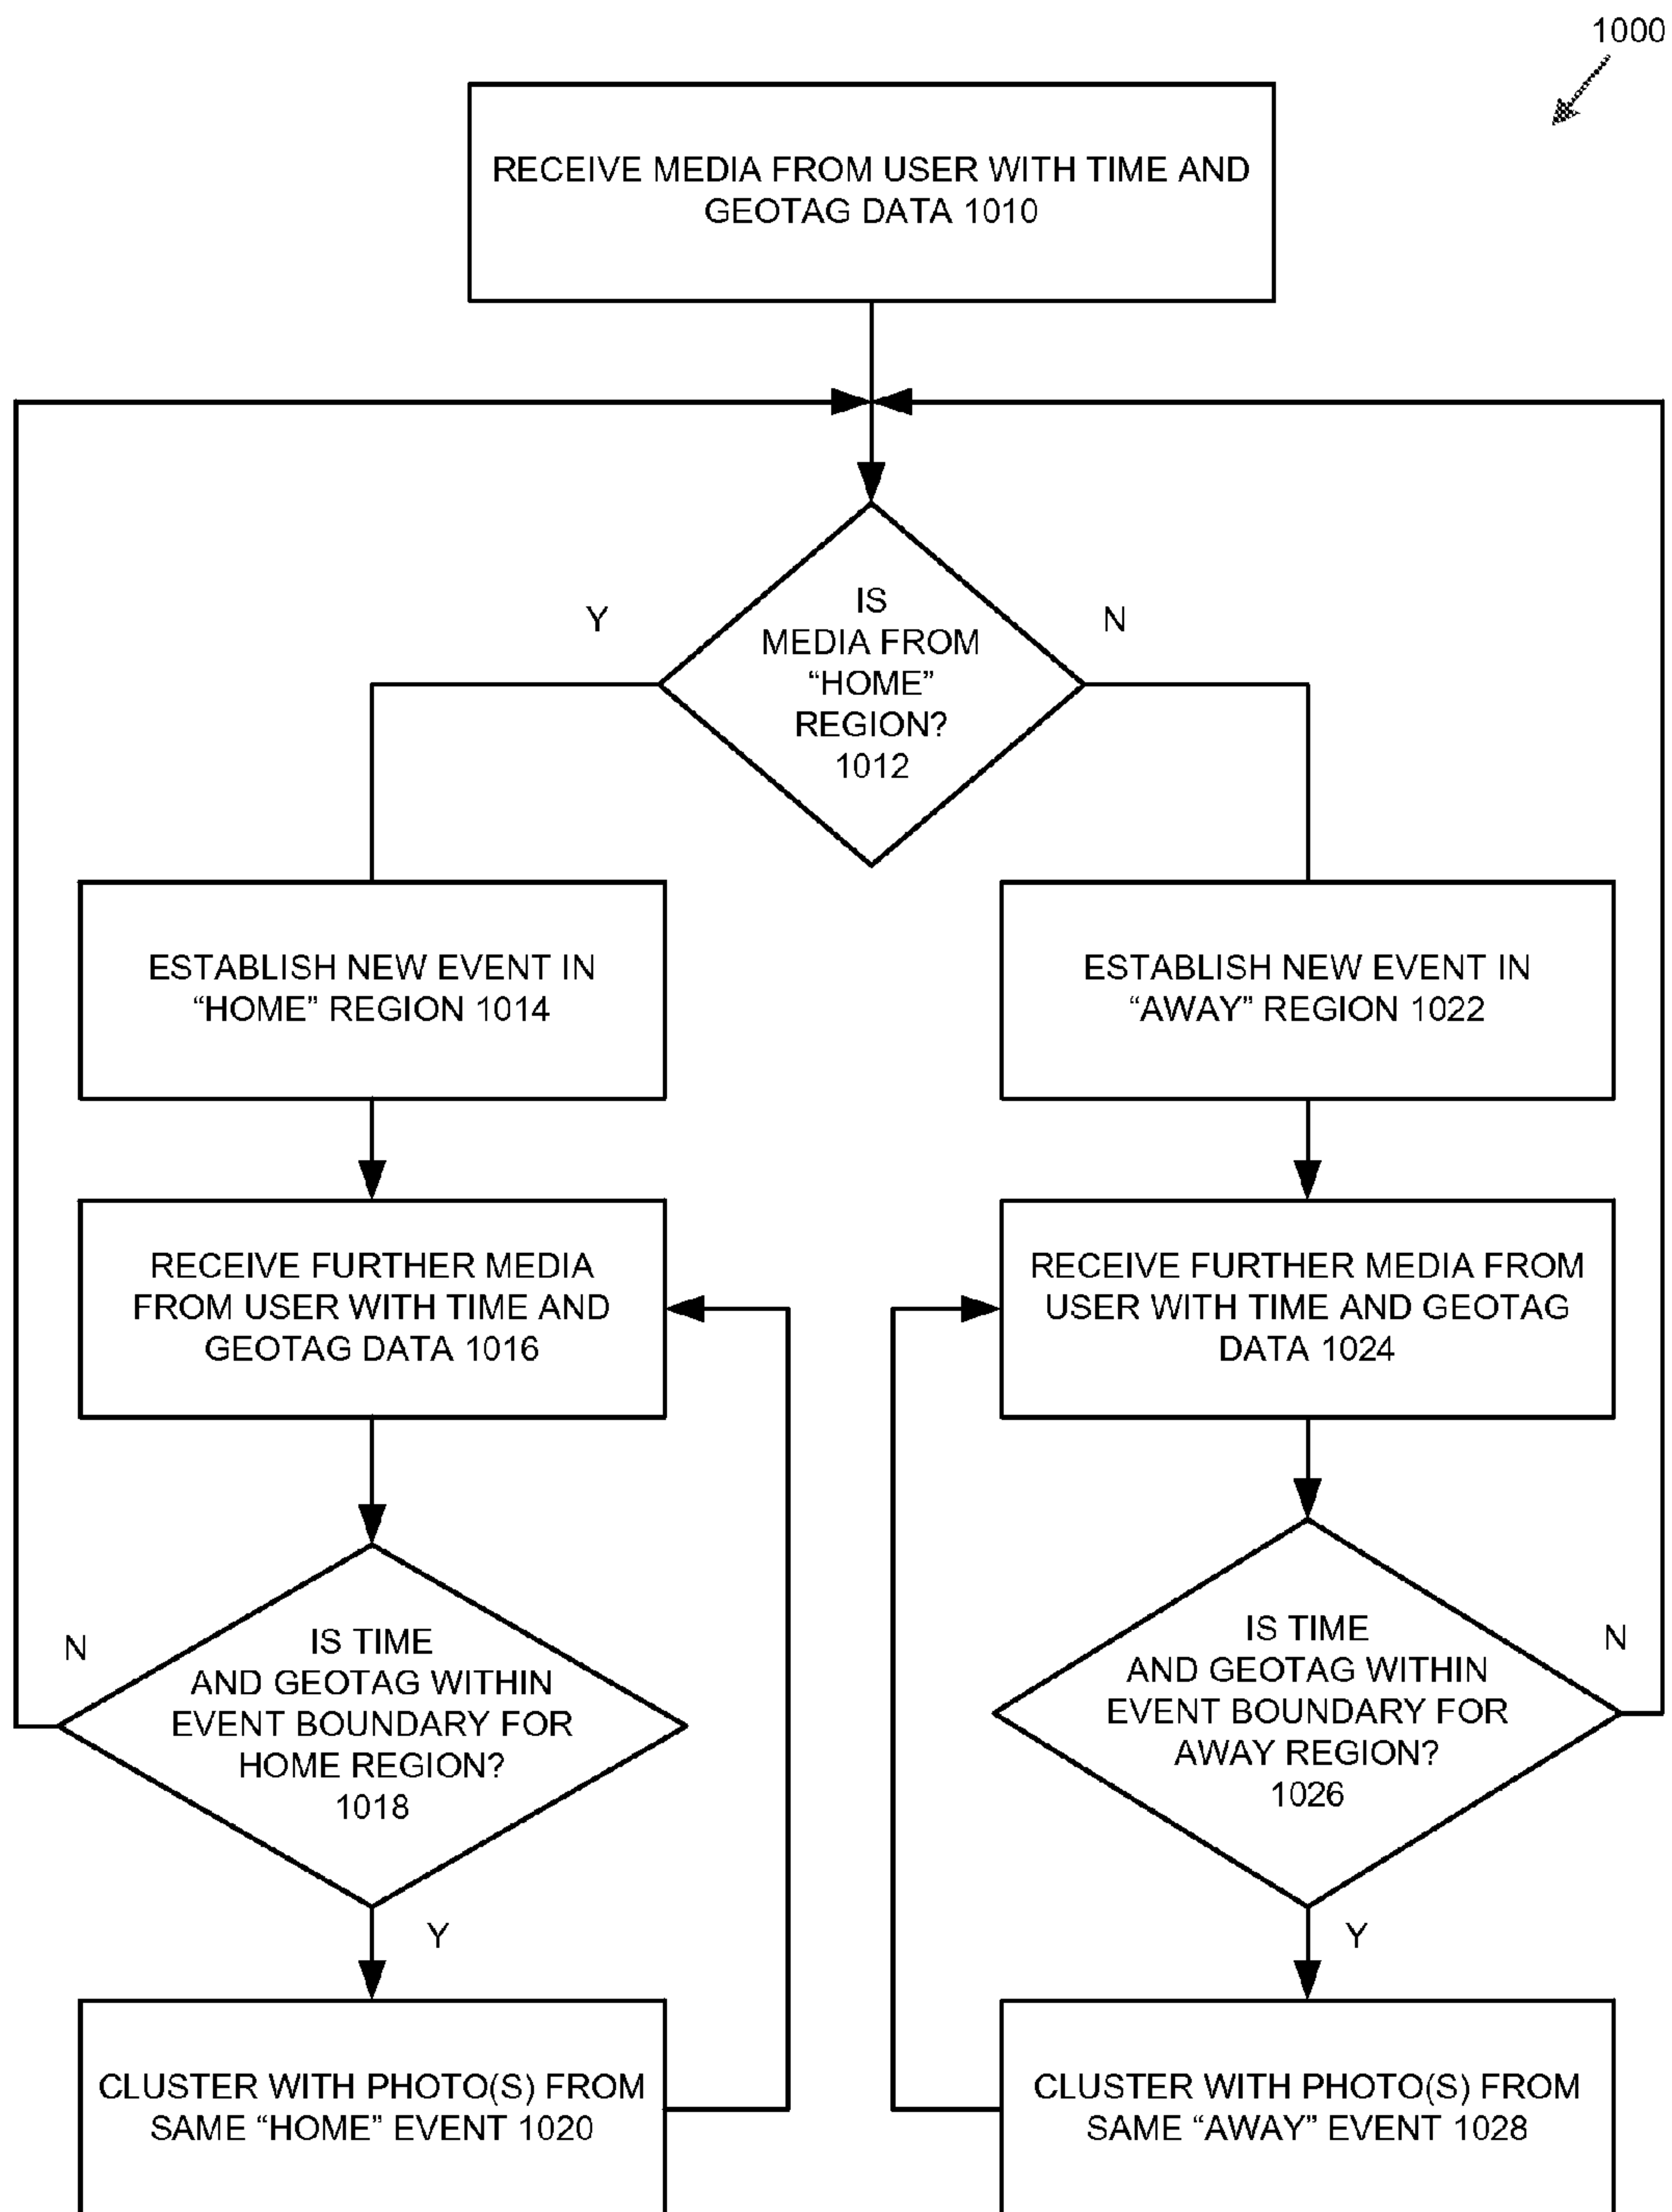 1000
RECEIVE MEDIA FROM USER WITH TIME AND
GEOTAG DATA 1010
IS
MEDIA FROM
“HOME”
REGION?
1012
Y
N
ESTABLISH NEW EVENT IN
“HOME” REGION 1014
ESTABLISH NEW EVENT IN
“AWAY” REGION 1022
RECEIVE FURTHER MEDIA
FROM USER WITH TIME AND
GEOTAG DATA 1016
RECEIVE FURTHER MEDIA FROM
USER WITH TIME AND GEOTAG
DATA 1024
IS TIME
AND GEOTAG WITHIN
EVENT BOUNDARY FOR
HOME REGION?
1018
N
Y
IS TIME
AND GEOTAG WITHIN
EVENT BOUNDARY FOR
AWAY REGION?
1026
N
Y
CLUSTER WITH PHOTO(S) FROM
SAME “HOME” EVENT 1020
CLUSTER WITH PHOTO(S) FROM
SAME “AWAY” EVENT 1028